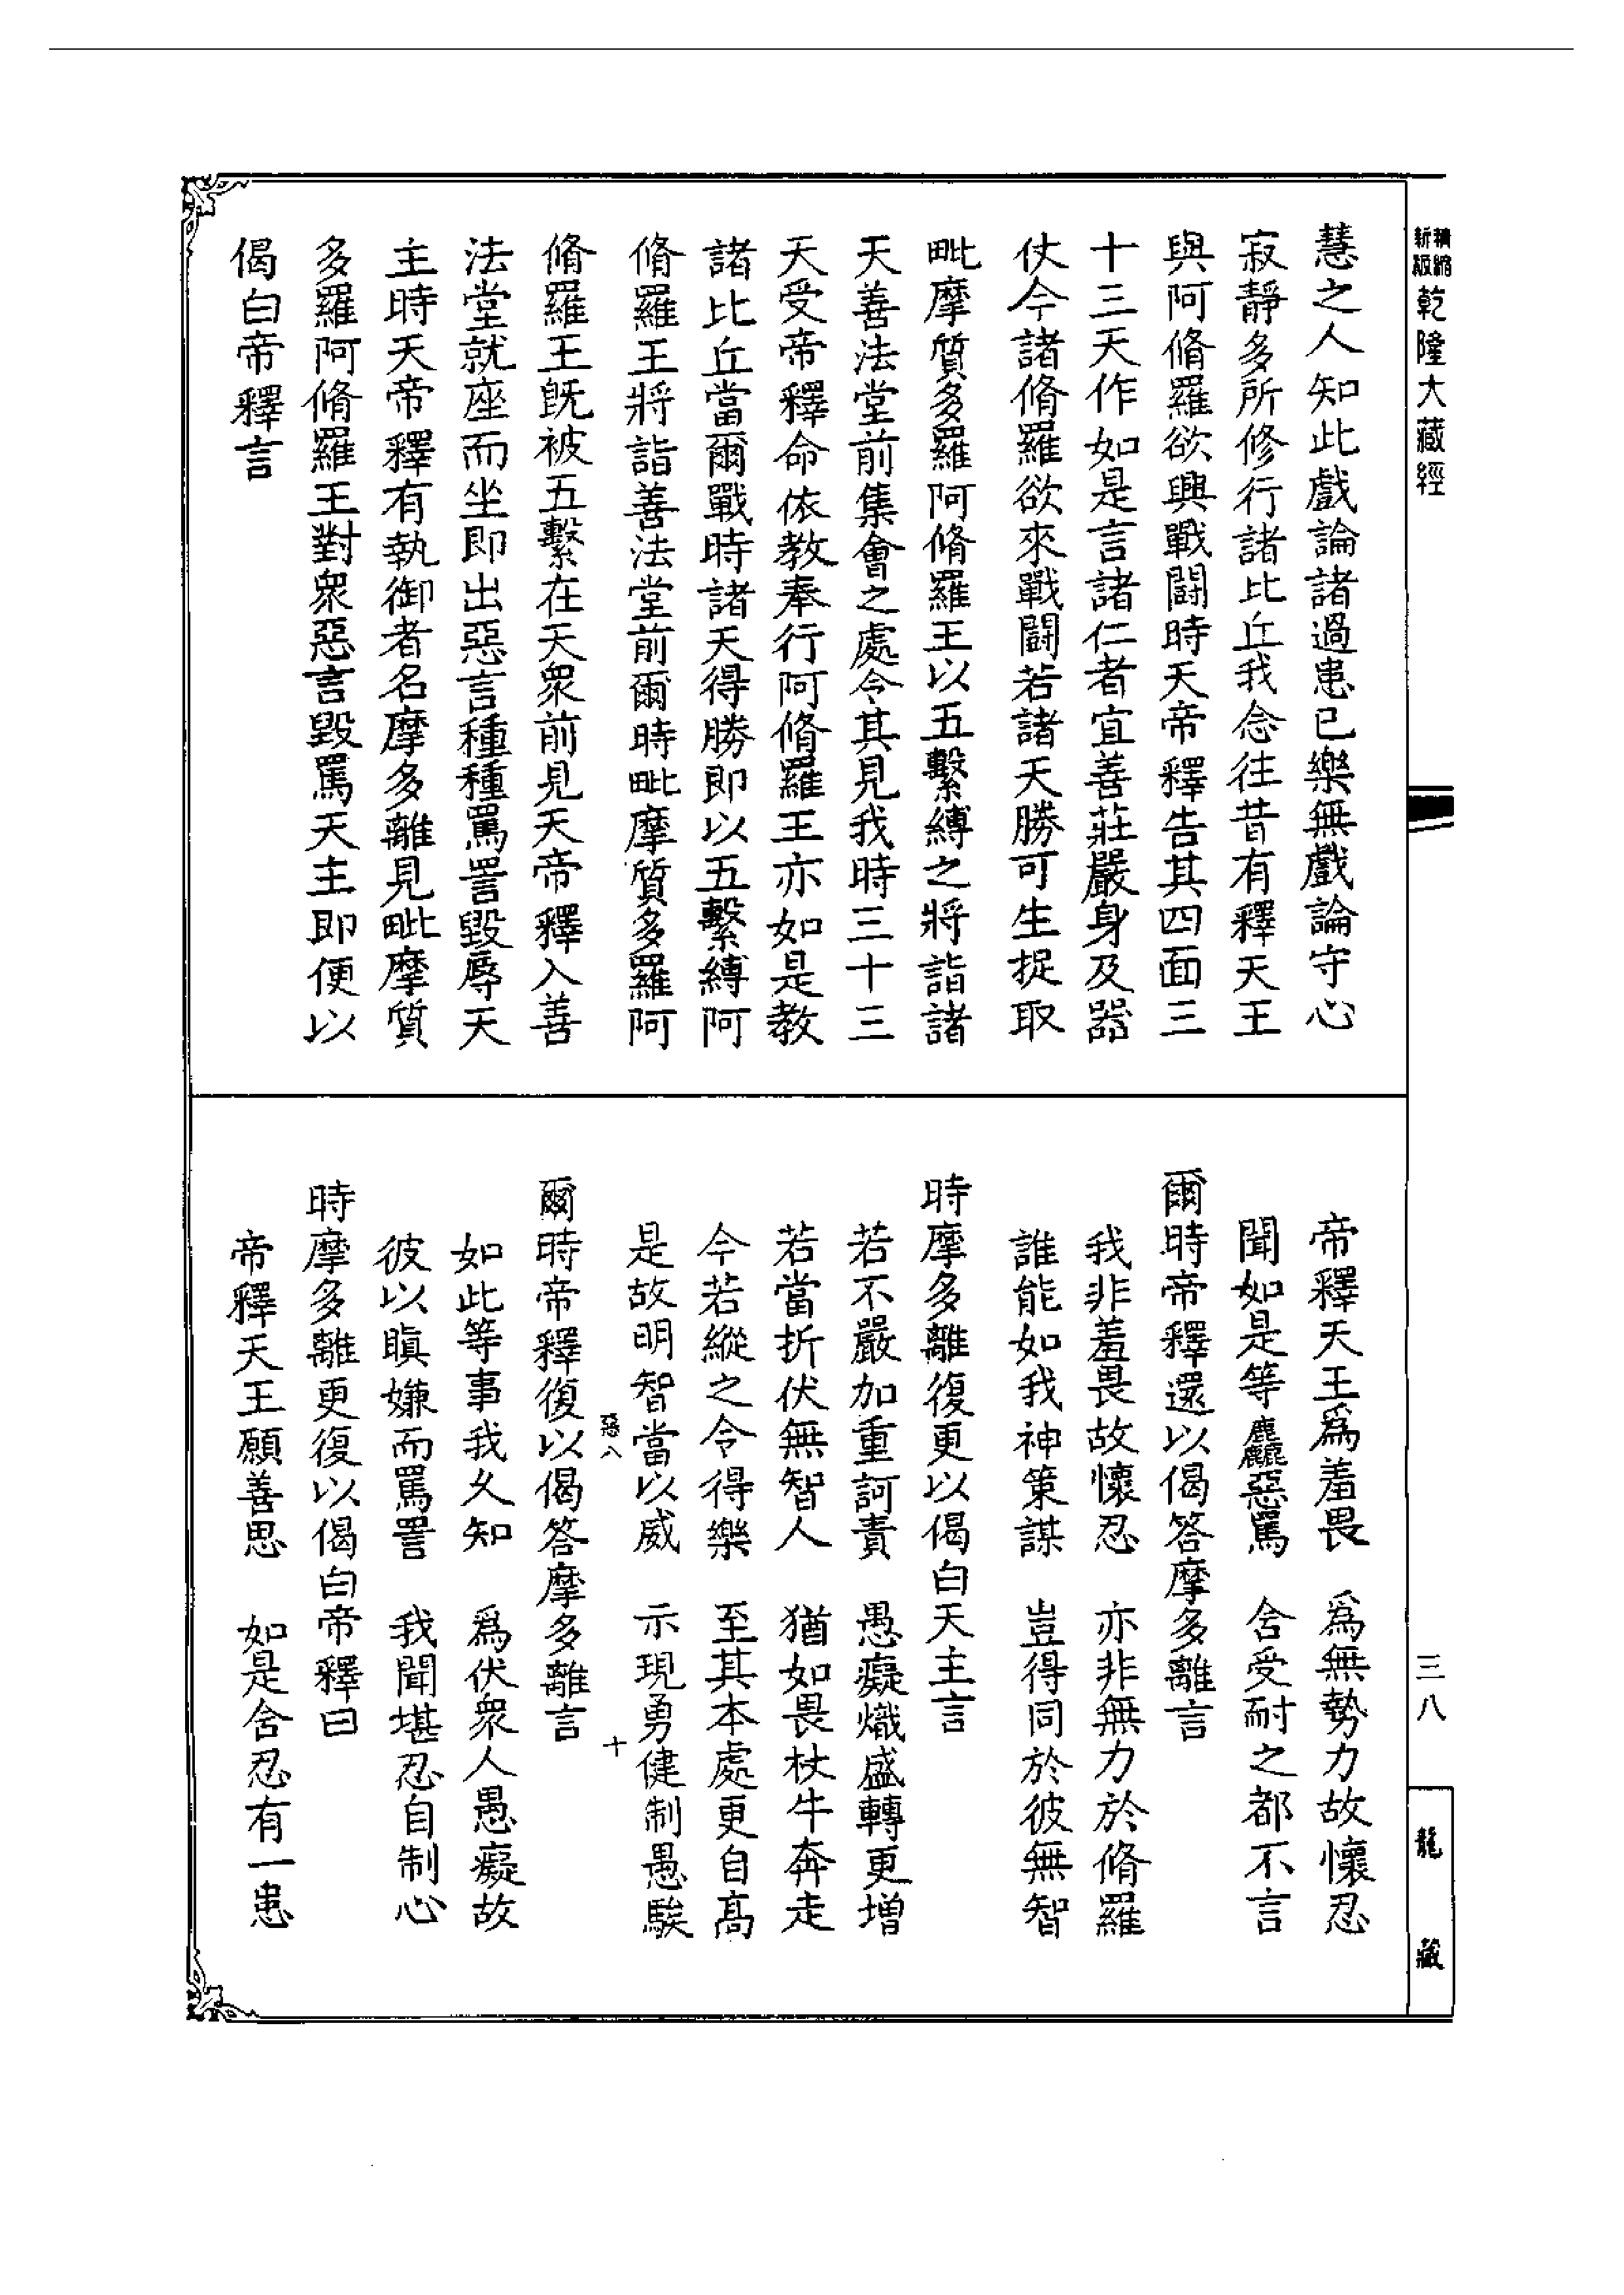 精縮
新版
乾隆大藏經
三八
龍藏
慧之人知此戲論諸過患已樂無戲論守心
寂靜多所修行諸比丘我念往昔有釋天王
與阿脩羅欲興戰鬪時天帝釋告其四面三
十三天作如是言諸仁者宜善莊嚴身及器
仗今諸脩羅欲來戰鬪若諸天勝可生捉取
毗摩質多羅阿脩羅王以五繫縛之將詣諸
天善法堂前集會之處令其見我時三十三
天受帝釋命依教奉行阿脩羅王亦如是教
諸比丘當爾戰時諸天得勝即以五繫縛阿
脩羅王將詣善法堂前爾時毗摩質多羅阿
脩羅王既被五繫在天衆前見天帝釋入善
法堂就座而坐即出惡言種種罵詈毀辱天
主時天帝釋有執御者名摩多離見毗摩質
多羅阿脩羅王對衆惡言毀罵天主即便以
偈白帝釋言
帝釋天王爲羞畏　爲無勢力故懷忍
聞如是等麤惡罵　含受耐之都不言
爾時帝釋還以偈答摩多離言
我非羞畏故懷忍　亦非無力於脩羅
誰能如我神策謀　豈得同於彼無智
時摩多離復更以偈白天主言
若不嚴加重訶責　愚癡熾盛轉更增
若當折伏無智人　猶如畏杖牛奔走
今若縱之令得樂　至其本處更自高
是故明智當以威　示現勇健制愚騃
惡八　十
爾時帝釋復以偈答摩多離言
如此等事我久知　爲伏衆人愚癡故
彼以瞋嫌而罵詈　我聞堪忍自制心
時摩多離更復以偈白帝釋曰
帝釋天王願善思　如是含忍有一患